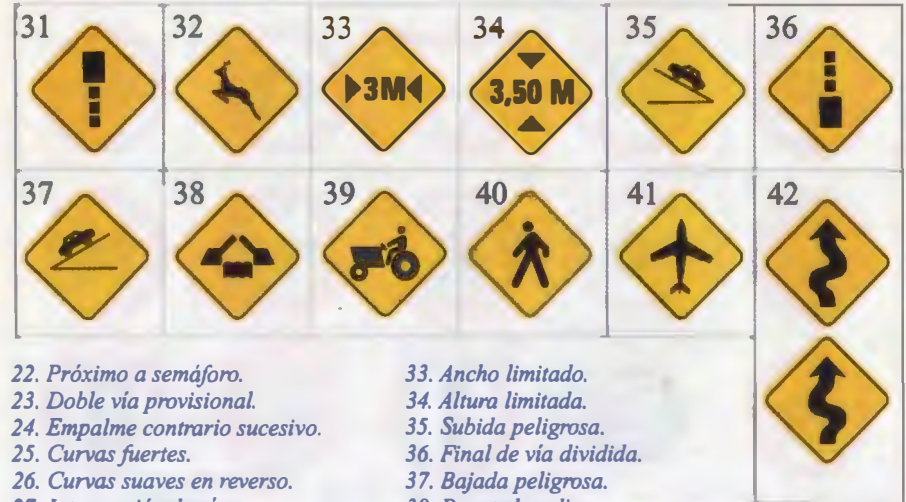 31
32
33
34
35
36
3M
3,50 M
37
38
39
40
41
42
22. Próximo a semáforo.
23. Doble vía provisional.
24. Empalme contrario sucesivo.
25. Curvas fuertes.
26. Curvas suaves en reverso.
33. Ancho limitado.
34. Altura limitada.
35. Subida peligrosa.
36. Final de vía dividida.
37. Bajada peligrosa.